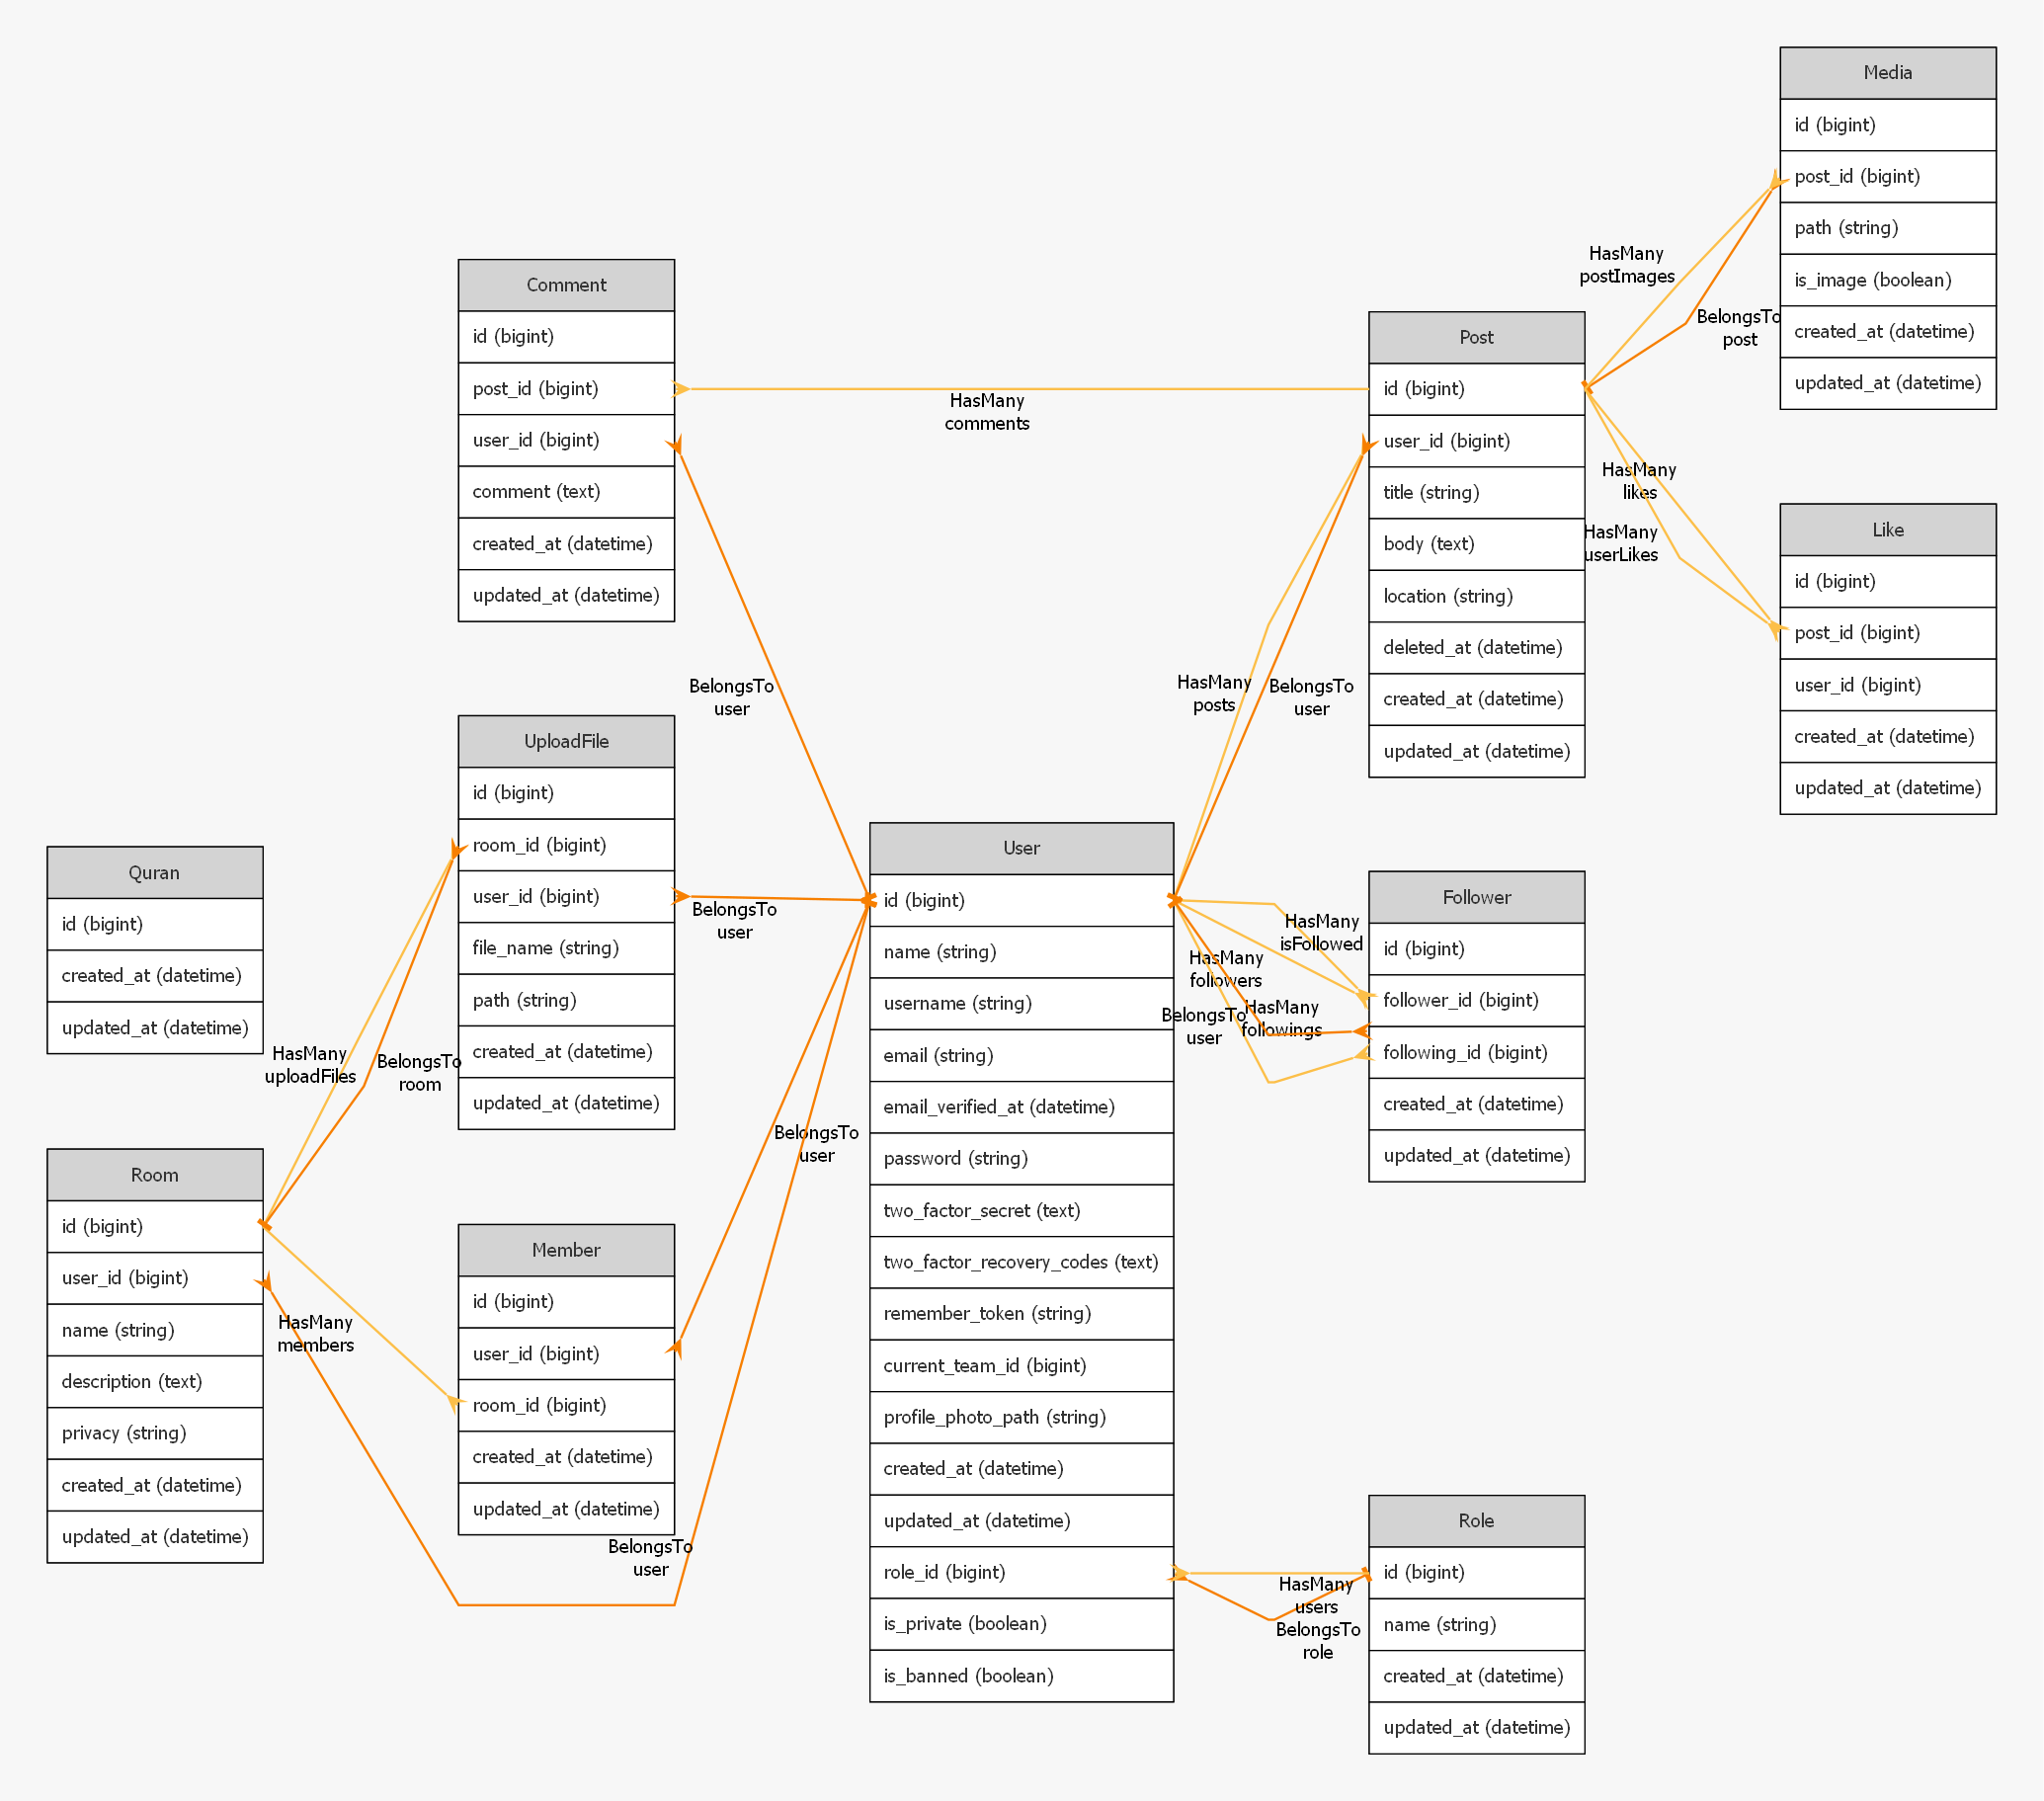 Media
id (bigint)
post_id (bigint)
path (string)
is_image (boolean)
created_at (datetime)
updated_at (datetime)
HasMany
postImages
BelongsTo
post
Comment
id (bigint)
post_id (bigint)
user_id (bigint)
comment (text)
created_at (datetime)
updated_at (datetime)
HasMany
comments
Post
id (bigint)
user_id (bigint)
title (string)
body (text)
location (string)
deleted_at (datetime)
created_at (datetime)
updated_at (datetime)
HasMany
likes
HasMany
userLikes
Like
id (bigint)
post_id (bigint)
user_id (bigint)
created_at (datetime)
updated_at (datetime)
BelongsTo
user
HasMany
posts
BelongsTo
user
UploadFile
id (bigint)
room_id (bigint)
user_id (bigint)
file_name (string)
path (string)
created_at (datetime)
updated_at (datetime)
BelongsTo
user
Quran
id (bigint)
created_at (datetime)
updated_at (datetime)
HasMany
uploadFiles
BelongsTo
room
User
id (bigint)
name (string)
username (string)
email (string)
email_verified_at (datetime)
password (string)
two_factor_secret (text)
two_factor_recovery_codes (text)
remember_token (string)
current_team_id (bigint)
profile_photo_path (string)
created_at (datetime)
updated_at (datetime)
role_id (bigint)
is_private (boolean)
is_banned (boolean)
HasMany
isFollowed
HasMany
followers
HasMany
followings
BelongsTo
user
Follower
id (bigint)
follower_id (bigint)
following_id (bigint)
created_at (datetime)
updated_at (datetime)
Room
id (bigint)
user_id (bigint)
name (string)
description (text)
privacy (string)
created_at (datetime)
updated_at (datetime)
HasMany
members
BelongsTo
user
Member
id (bigint)
user_id (bigint)
room_id (bigint)
created_at (datetime)
updated_at (datetime)
BelongsTo
user
HasMany
users
BelongsTo
role
Role
id (bigint)
name (string)
created_at (datetime)
updated_at (datetime)